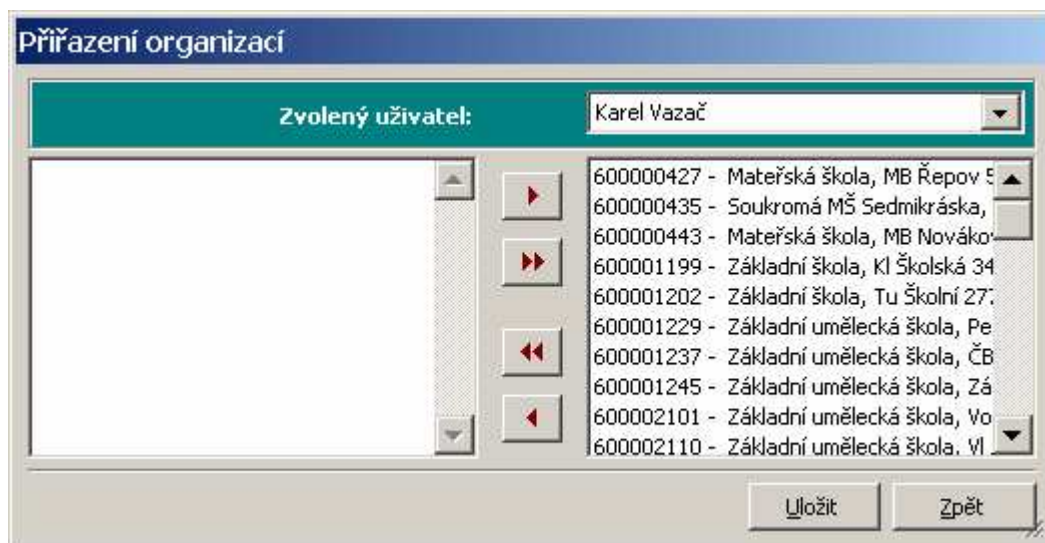 Přiřazení organizací
Zvolený uživatel:
Karel Vazač
600000427 - Mateřská škola, MB Řepov 5
600000435 - Soukromá MŠ Sedmikráska,
600000443 - Mateřská škola, MB Novákov
600001199 - Základní škola, Kl Školská 34
600001202 - Základní škola, Tu Školní 277
600001229 - Základní umělecká škola, Pe
600001237 - Základní umělecká škola, ČB
600001245 - Základní umělecká škola, Zá
600002101 - Základní umělecká škola, Vo
600002110 - Základní umělecká škola, Vl
Uložit
Zpět